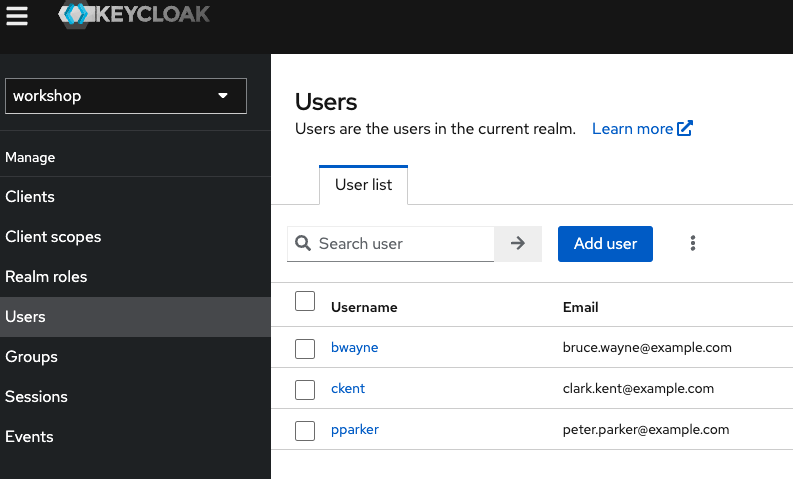 KEYCLOAK
workshop
Manage
Clients
Client scopes
Realm roles
Users
Groups
Sessions
Events
Users
Users are the users in the current realm. Learn more
User list
Search user Add user
Username Email
bwayne bruce.wayne@example.com
ckent clark.kent@example.com
pparker peter.parker@example.com